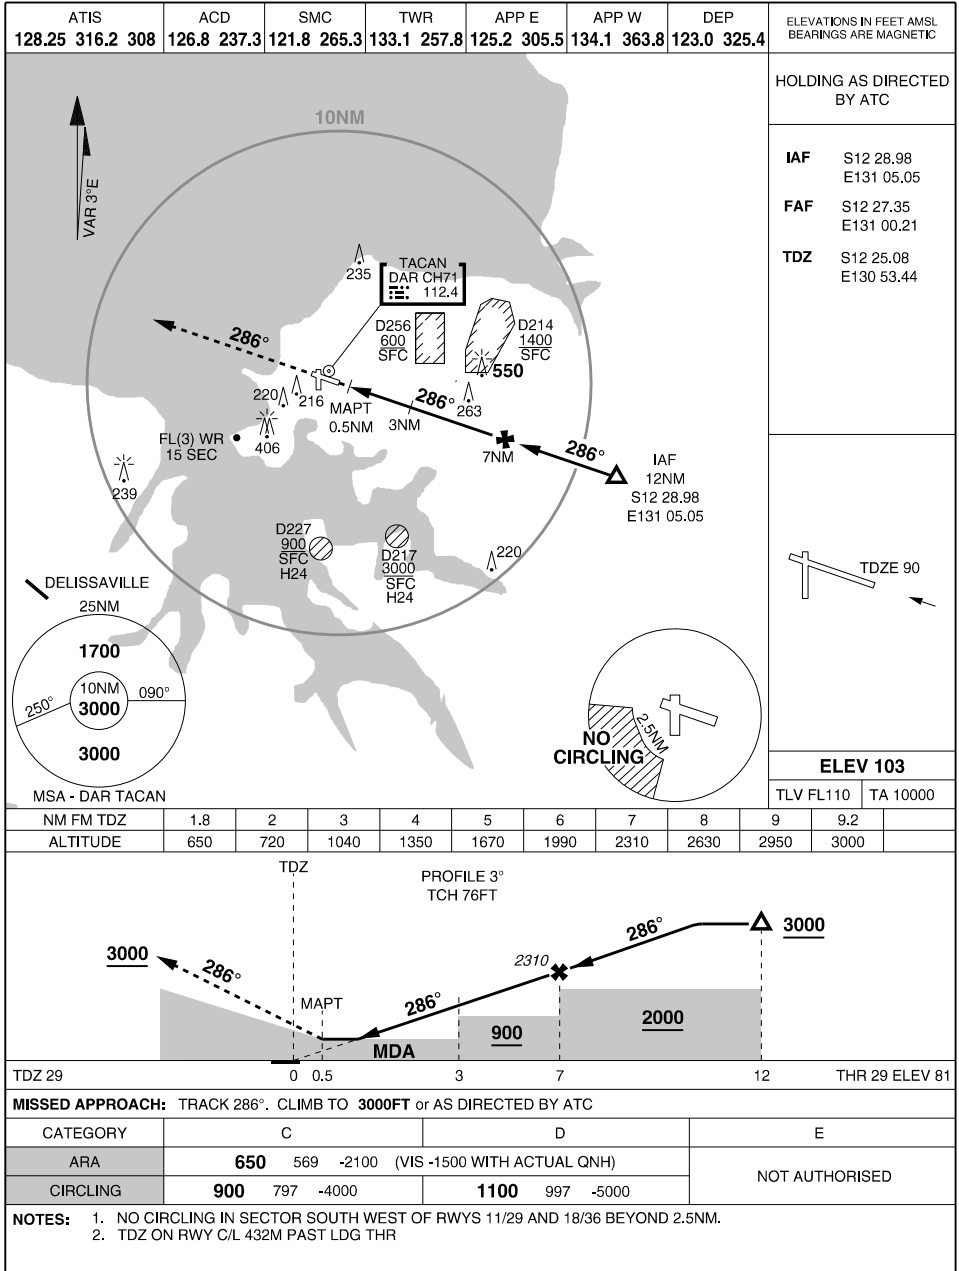 ATIS ACD SMC TWR APP E APP W DEP
128.25 316.2 308 126.8 237.3 121.8 265.3 133.1 257.8 125.2 305.5 134.1 363.8 123.0 325.4
ELEVATIONS IN FEET AMSL
BEARINGS ARE MAGNETIC
HOLDING AS DIRECTED
BY ATC
IAF S12 28.98
E131 05.05
FAF S12 27.35
E131 00.21
TDZ S12 25.08
E130 53.44
10NM
VAR 3°E
235
TACAN
DAR CH71
112.4
D256
600
SFC
D214
1400
SFC
550
286°
220
216
MAPT
0.5NM
286°
3NM
263
FL(3) WR
15 SEC
406
7NM
286°
IAF
12NM
S12 28.98
E131 05.05
239
D227
900
SFC
H24
D217
3000
SFC
H24
220
TDZE 90
DELISSAVILLE
25NM
1700
10NM
3000
090°
250°
3000
MSA - DAR TACAN
2.5NM
NO
CIRCLING
ELEV 103
TLV FL110 TA 10000
NM FM TDZ 1.8 2 3 4 5 6 7 8 9 9.2
ALTITUDE 650 720 1040 1350 1670 1990 2310 2630 2950 3000
TDZ
PROFILE 3°
TCH 76FT
3000
286°
MAPT
286°
2310
286°
3000
MDA
900
2000
TDZ 29 0 0.5 3 7 12 THR 29 ELEV 81
MISSED APPROACH: TRACK 286°. CLIMB TO 3000FT or AS DIRECTED BY ATC
CATEGORY C D E
ARA 650 569 -2100 (VIS -1500 WITH ACTUAL QNH)
NOT AUTHORISED
CIRCLING 900 797 -4000 1100 997 -5000
NOTES: 1. NO CIRCLING IN SECTOR SOUTH WEST OF RWYS 11/29 AND 18/36 BEYOND 2.5NM.
2. TDZ ON RWY C/L 432M PAST LDG THR